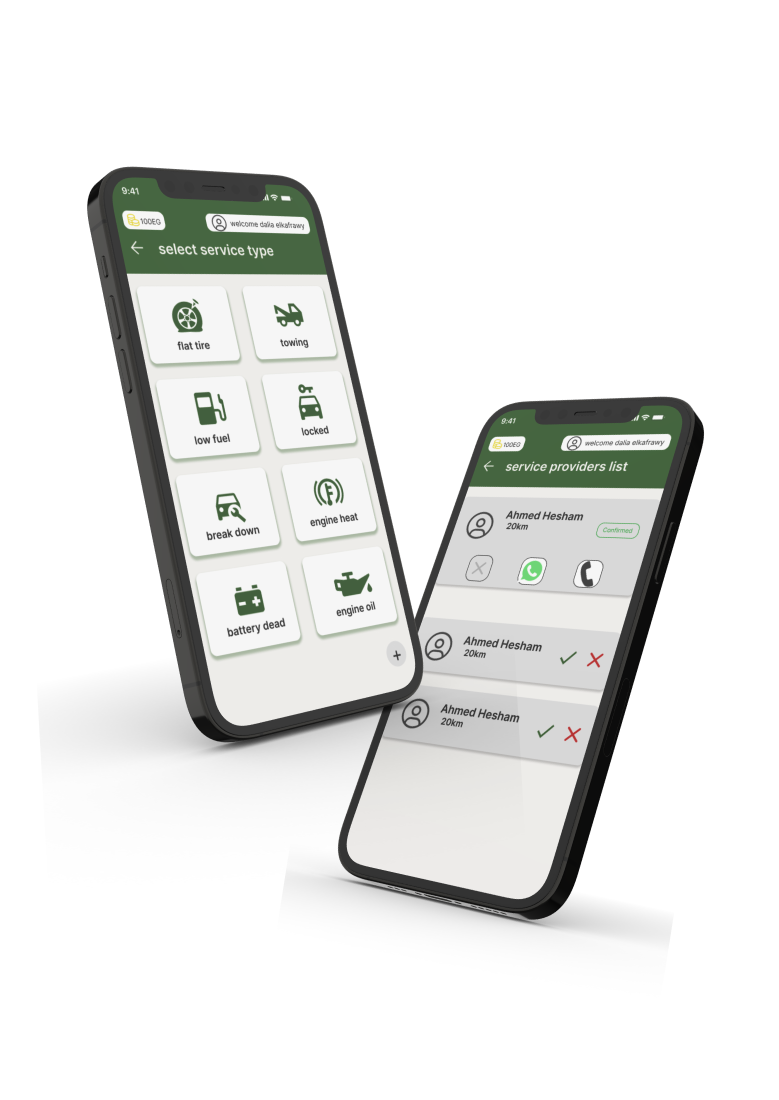 9:41
100EG
welcome dalia elkafrawy
select service type
flat tire
towing
low fuel
locked
break down
engine heat
battery dead
engine oil
+
9:41
100EG
welcome dalia elkafrawy
service providers list
Ahmed Hesham
20km
Confirmed
Ahmed Hesham
20km
Ahmed Hesham
20km